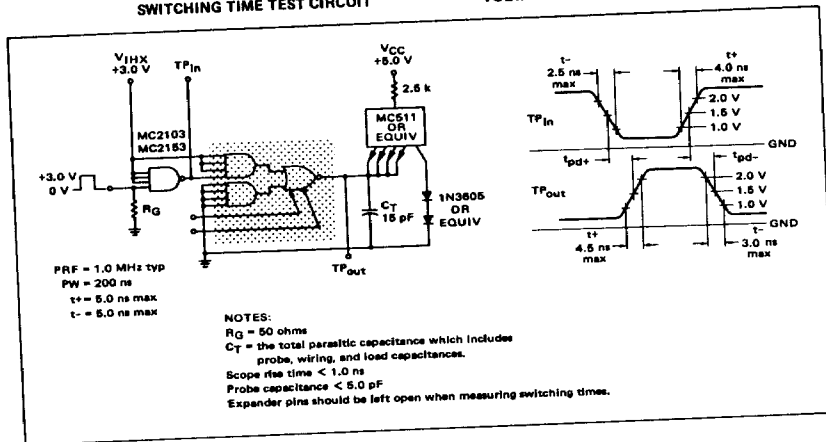 SWITCHING TIME TEST CIRCUIT
VIHX
+3.0 V
TPin
MC2103
MC2153
+3.0 V
0 V
RG
VCC
+5.0 V
2.5 k
MC511
OR
EQUIV
CT
15 pF
1N3605
OR
EQUIV
TPout
PRF = 1.0 MHz typ
PW = 200 ns
t+ = 5.0 ns max
t- = 5.0 ns max
NOTES:
RG = 50 ohms
CT = the total parasitic capacitance which includes
probe, wiring, and load capacitances.
Scope rise time < 1.0 ns
Probe capacitance < 5.0 pF
Expander pins should be left open when measuring switching times.
t-
2.5 ns
max
t+
4.0 ns
max
TPin
2.0 V
1.5 V
1.0 V
GND
tpd+
tpd-
TPout
2.0 V
1.5 V
1.0 V
GND
t+
4.5 ns
max
t-
3.0 ns
max